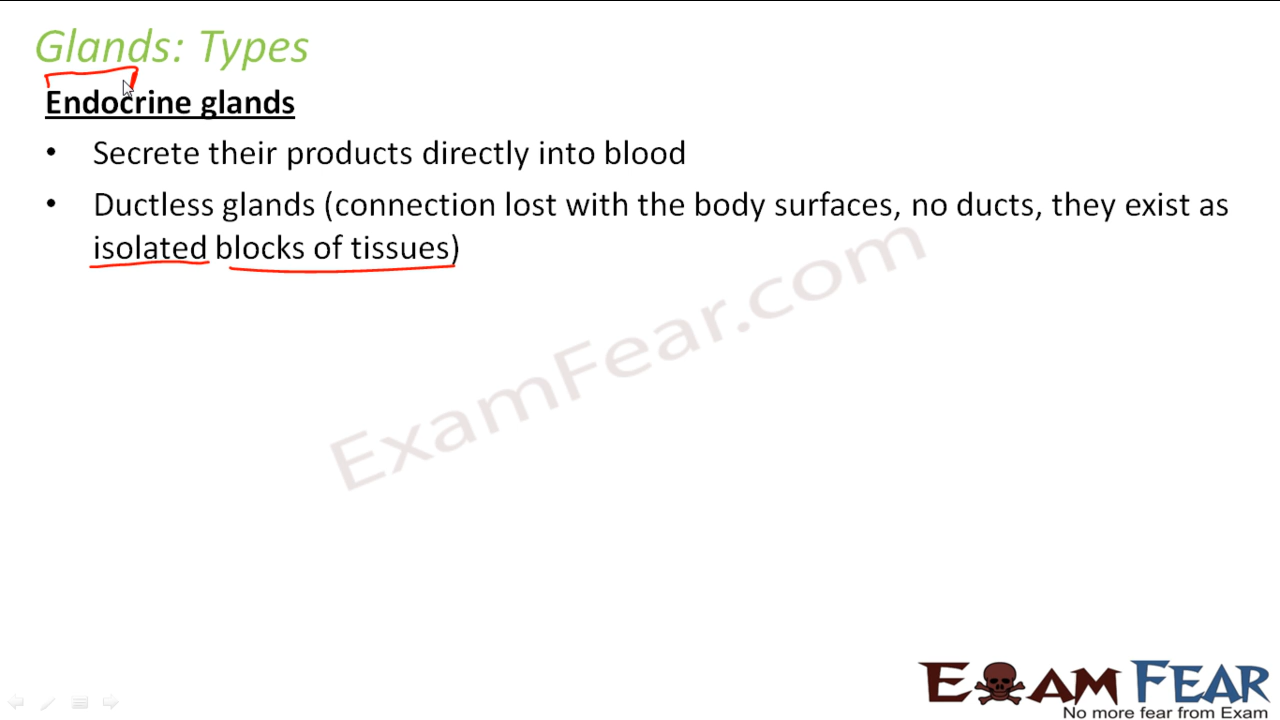 Glands: Types
Endocrine glands
• Secrete their products directly into blood
• Ductless glands (connection lost with the body surfaces, no ducts, they exist as
isolated blocks of tissues)
ExamFear.com
EXAM FEAR
No more fear from Exam